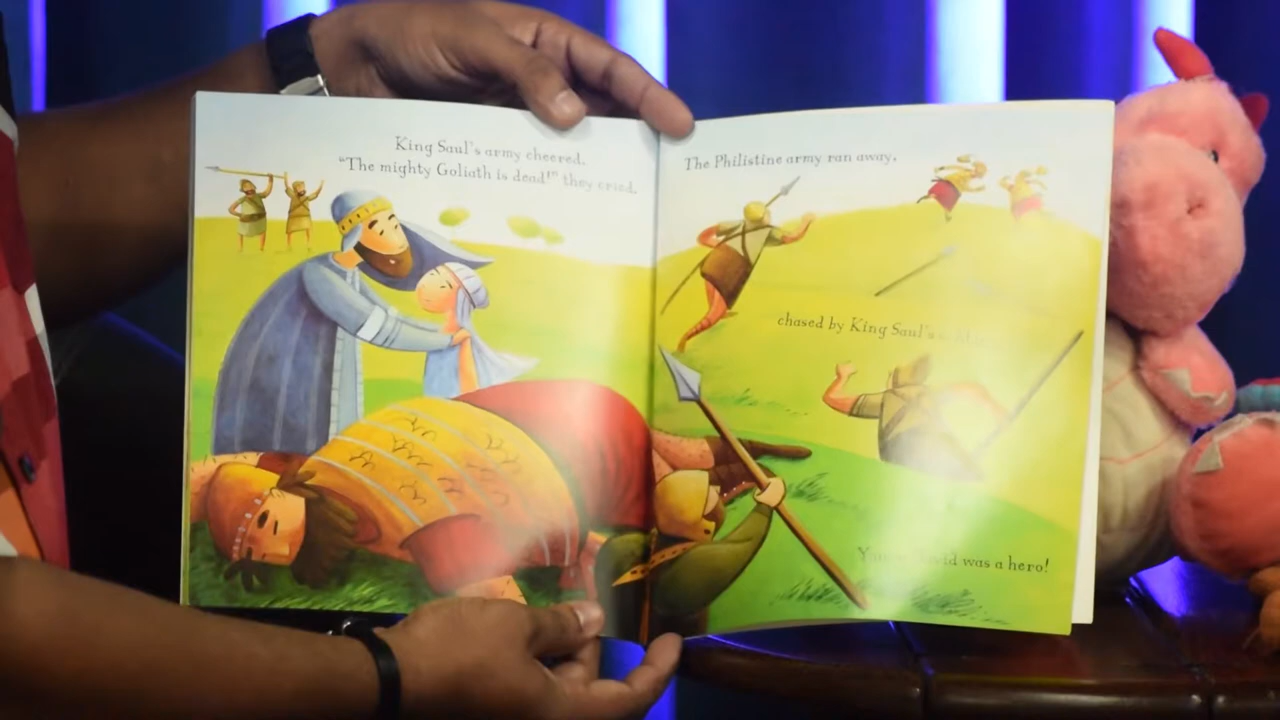 King Saul's army cheered.
"The mighty Goliath is dead!" they cried.
The Philistine army ran away,
chased by King Saul's
was a hero!